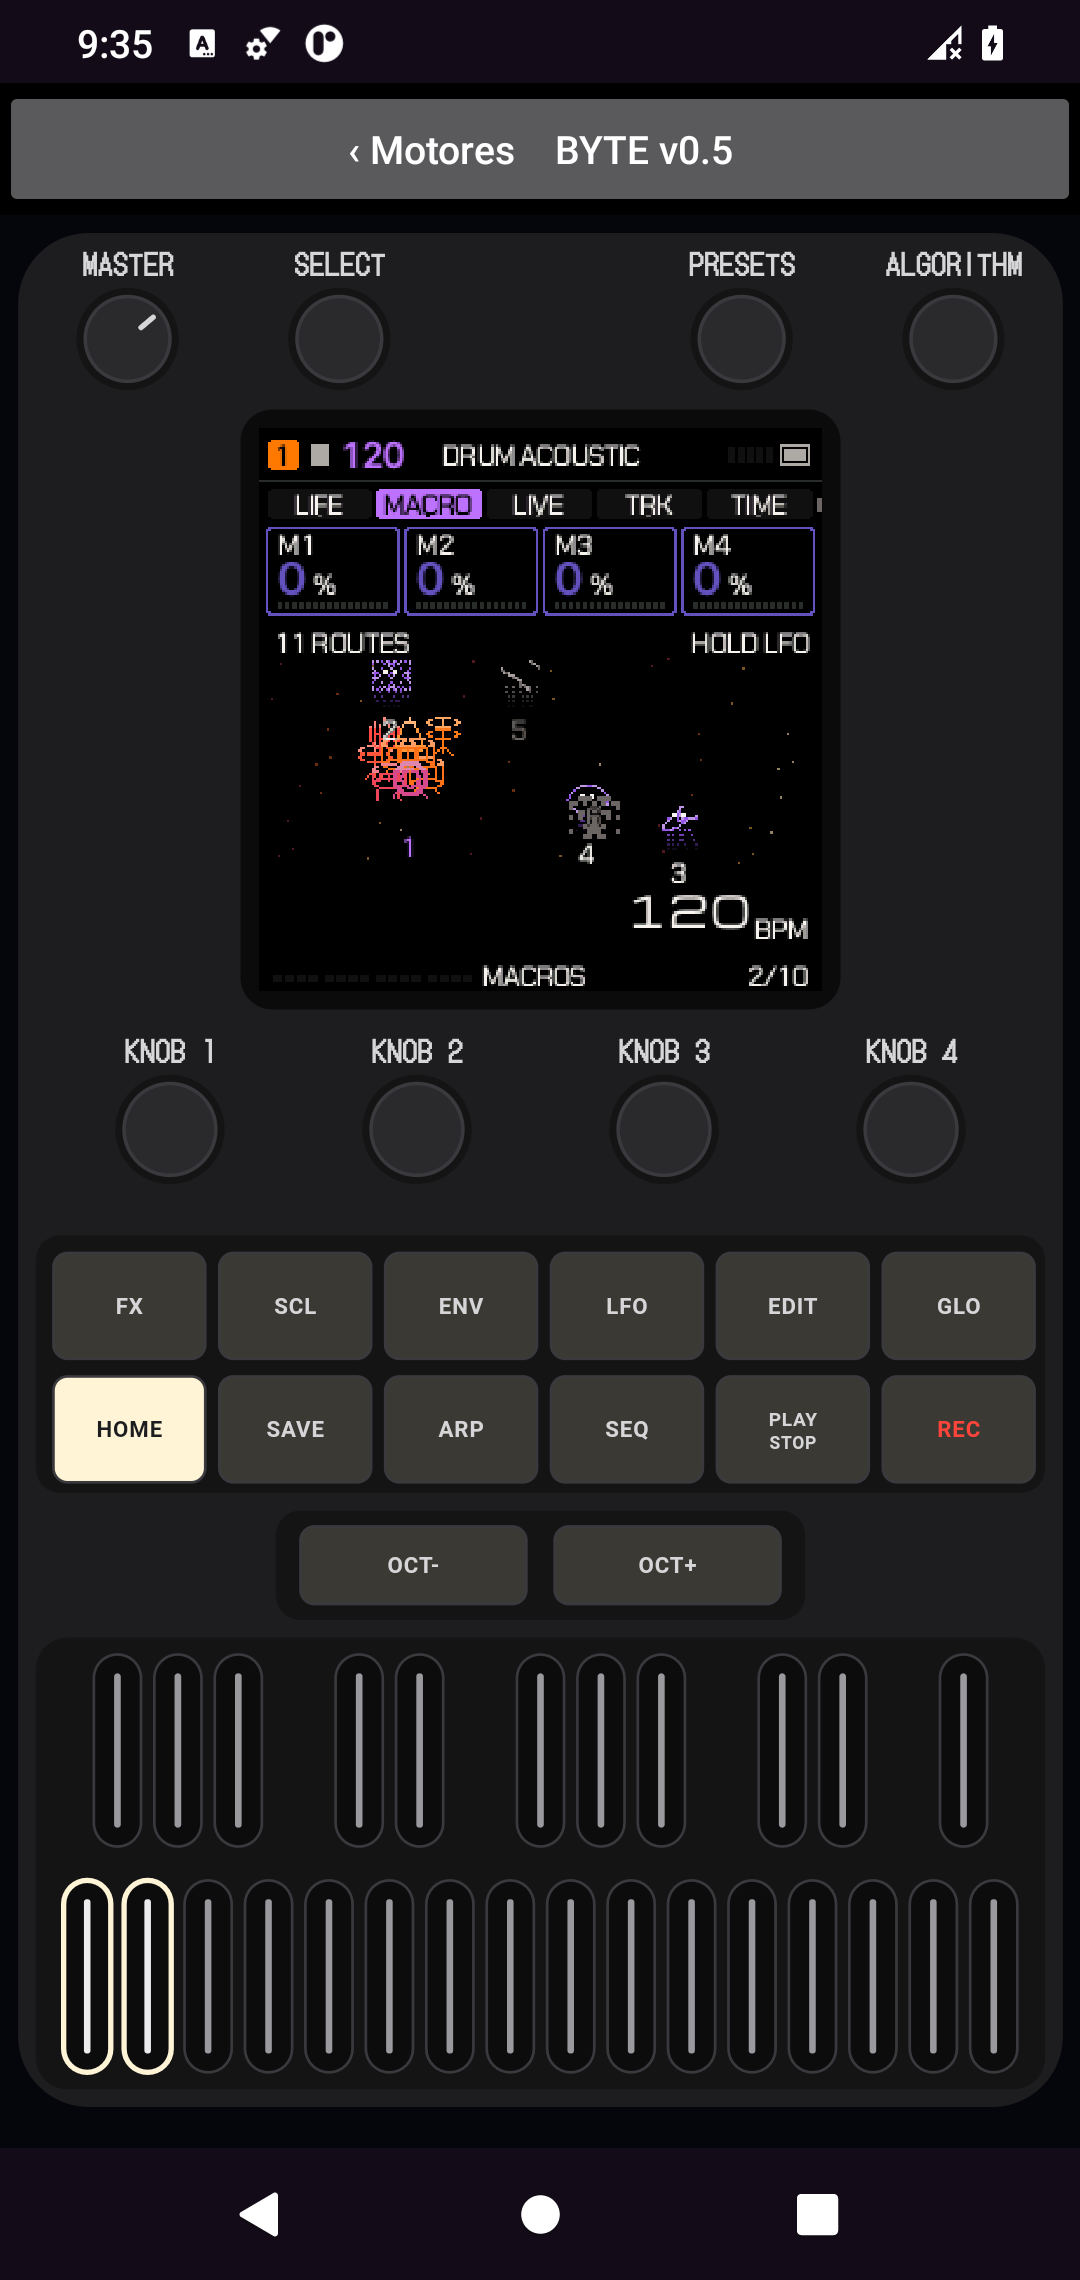 9:35
‹ Motores BYTE v0.5
MASTER SELECT PRESETS ALGORITHM
1 120 DRUM ACOUSTIC
LIFE MACRO LIVE TRK TIME
M1 M2 M3 M4
0 % 0 % 0 % 0 %
11 ROUTES HOLD LFO
2 5
1 4
3
120 BPM
MACROS 2/10
KNOB 1 KNOB 2 KNOB 3 KNOB 4
FX SCL ENV LFO EDIT GLO
HOME SAVE ARP SEQ PLAY STOP REC
OCT- OCT+